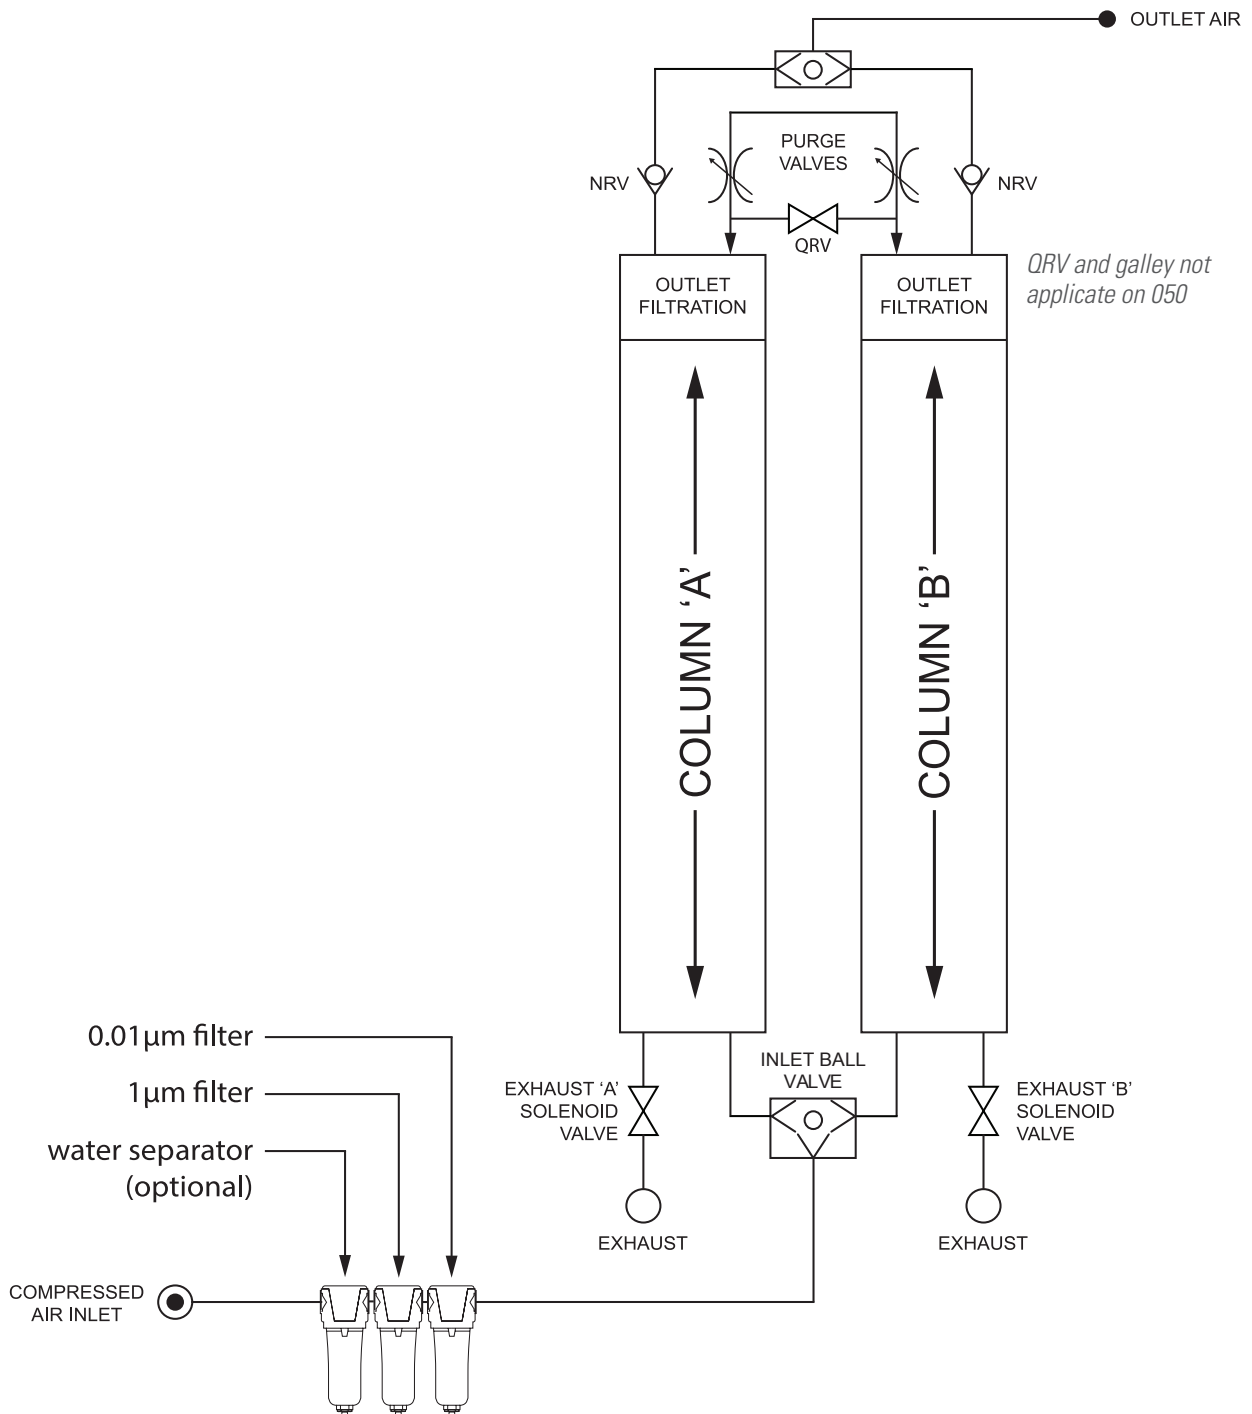 OUTLET AIR
PURGE
VALVES
NRV
NRV
QRV
QRV and galley not
applicate on 050
OUTLET
FILTRATION
OUTLET
FILTRATION
COLUMN ‘A’
COLUMN ‘B’
0.01µm filter
1µm filter
water separator
(optional)
INLET BALL
VALVE
EXHAUST ‘A’
SOLENOID
VALVE
EXHAUST ‘B’
SOLENOID
VALVE
EXHAUST
EXHAUST
COMPRESSED
AIR INLET